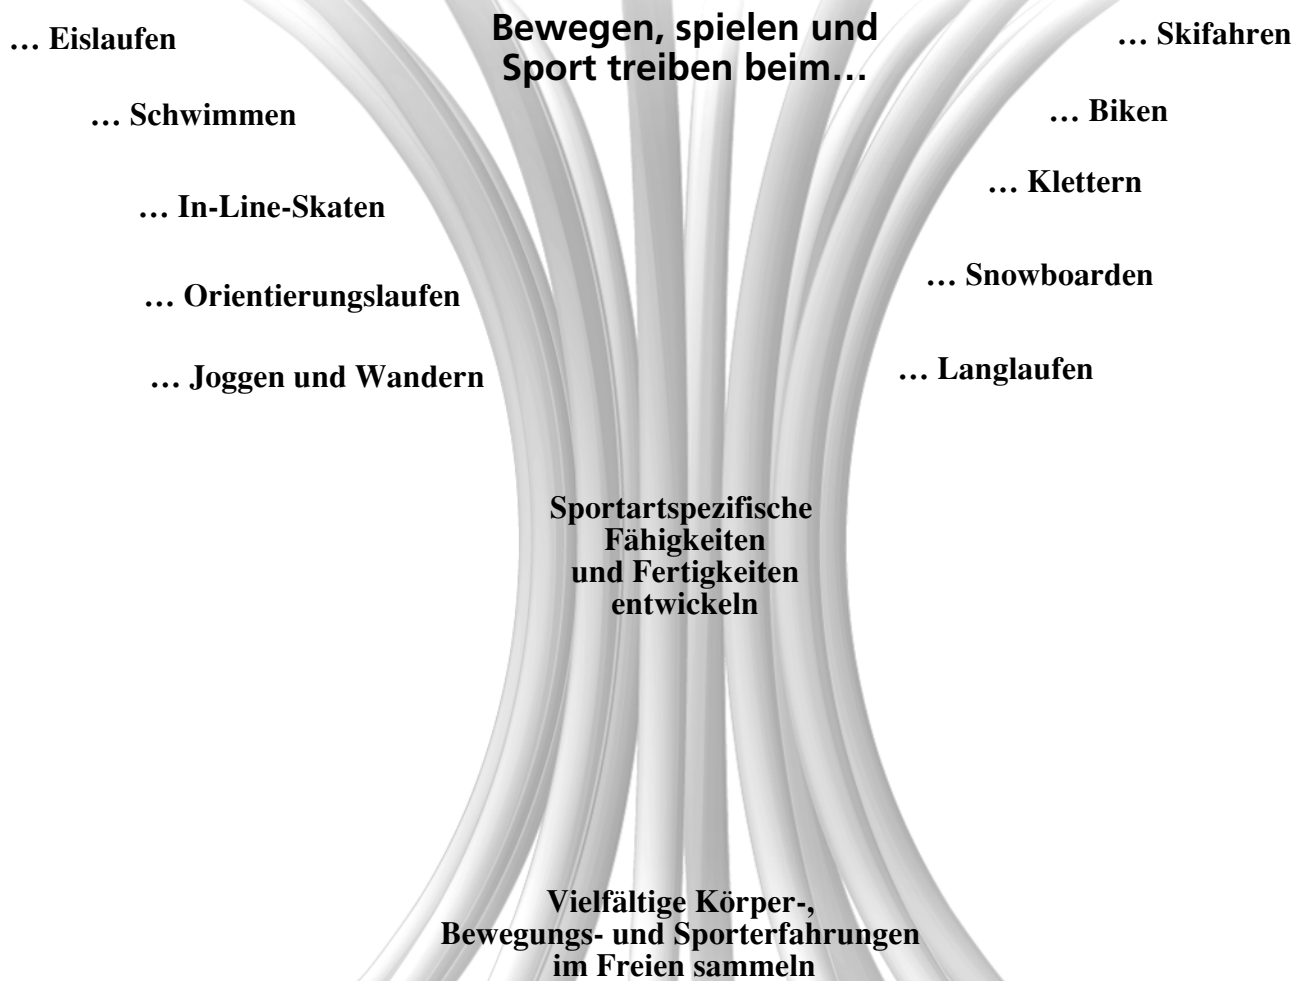 Bewegen, spielen und
Sport treiben beim...
... Eislaufen
... Schwimmen
... In-Line-Skaten
... Orientierungslaufen
... Joggen und Wandern
... Skifahren
... Biken
... Klettern
... Snowboarden
... Langlaufen
Sportartspezifische
Fähigkeiten
und Fertigkeiten
entwickeln
Vielfältige Körper-,
Bewegungs- und Sporterfahrungen
im Freien sammeln